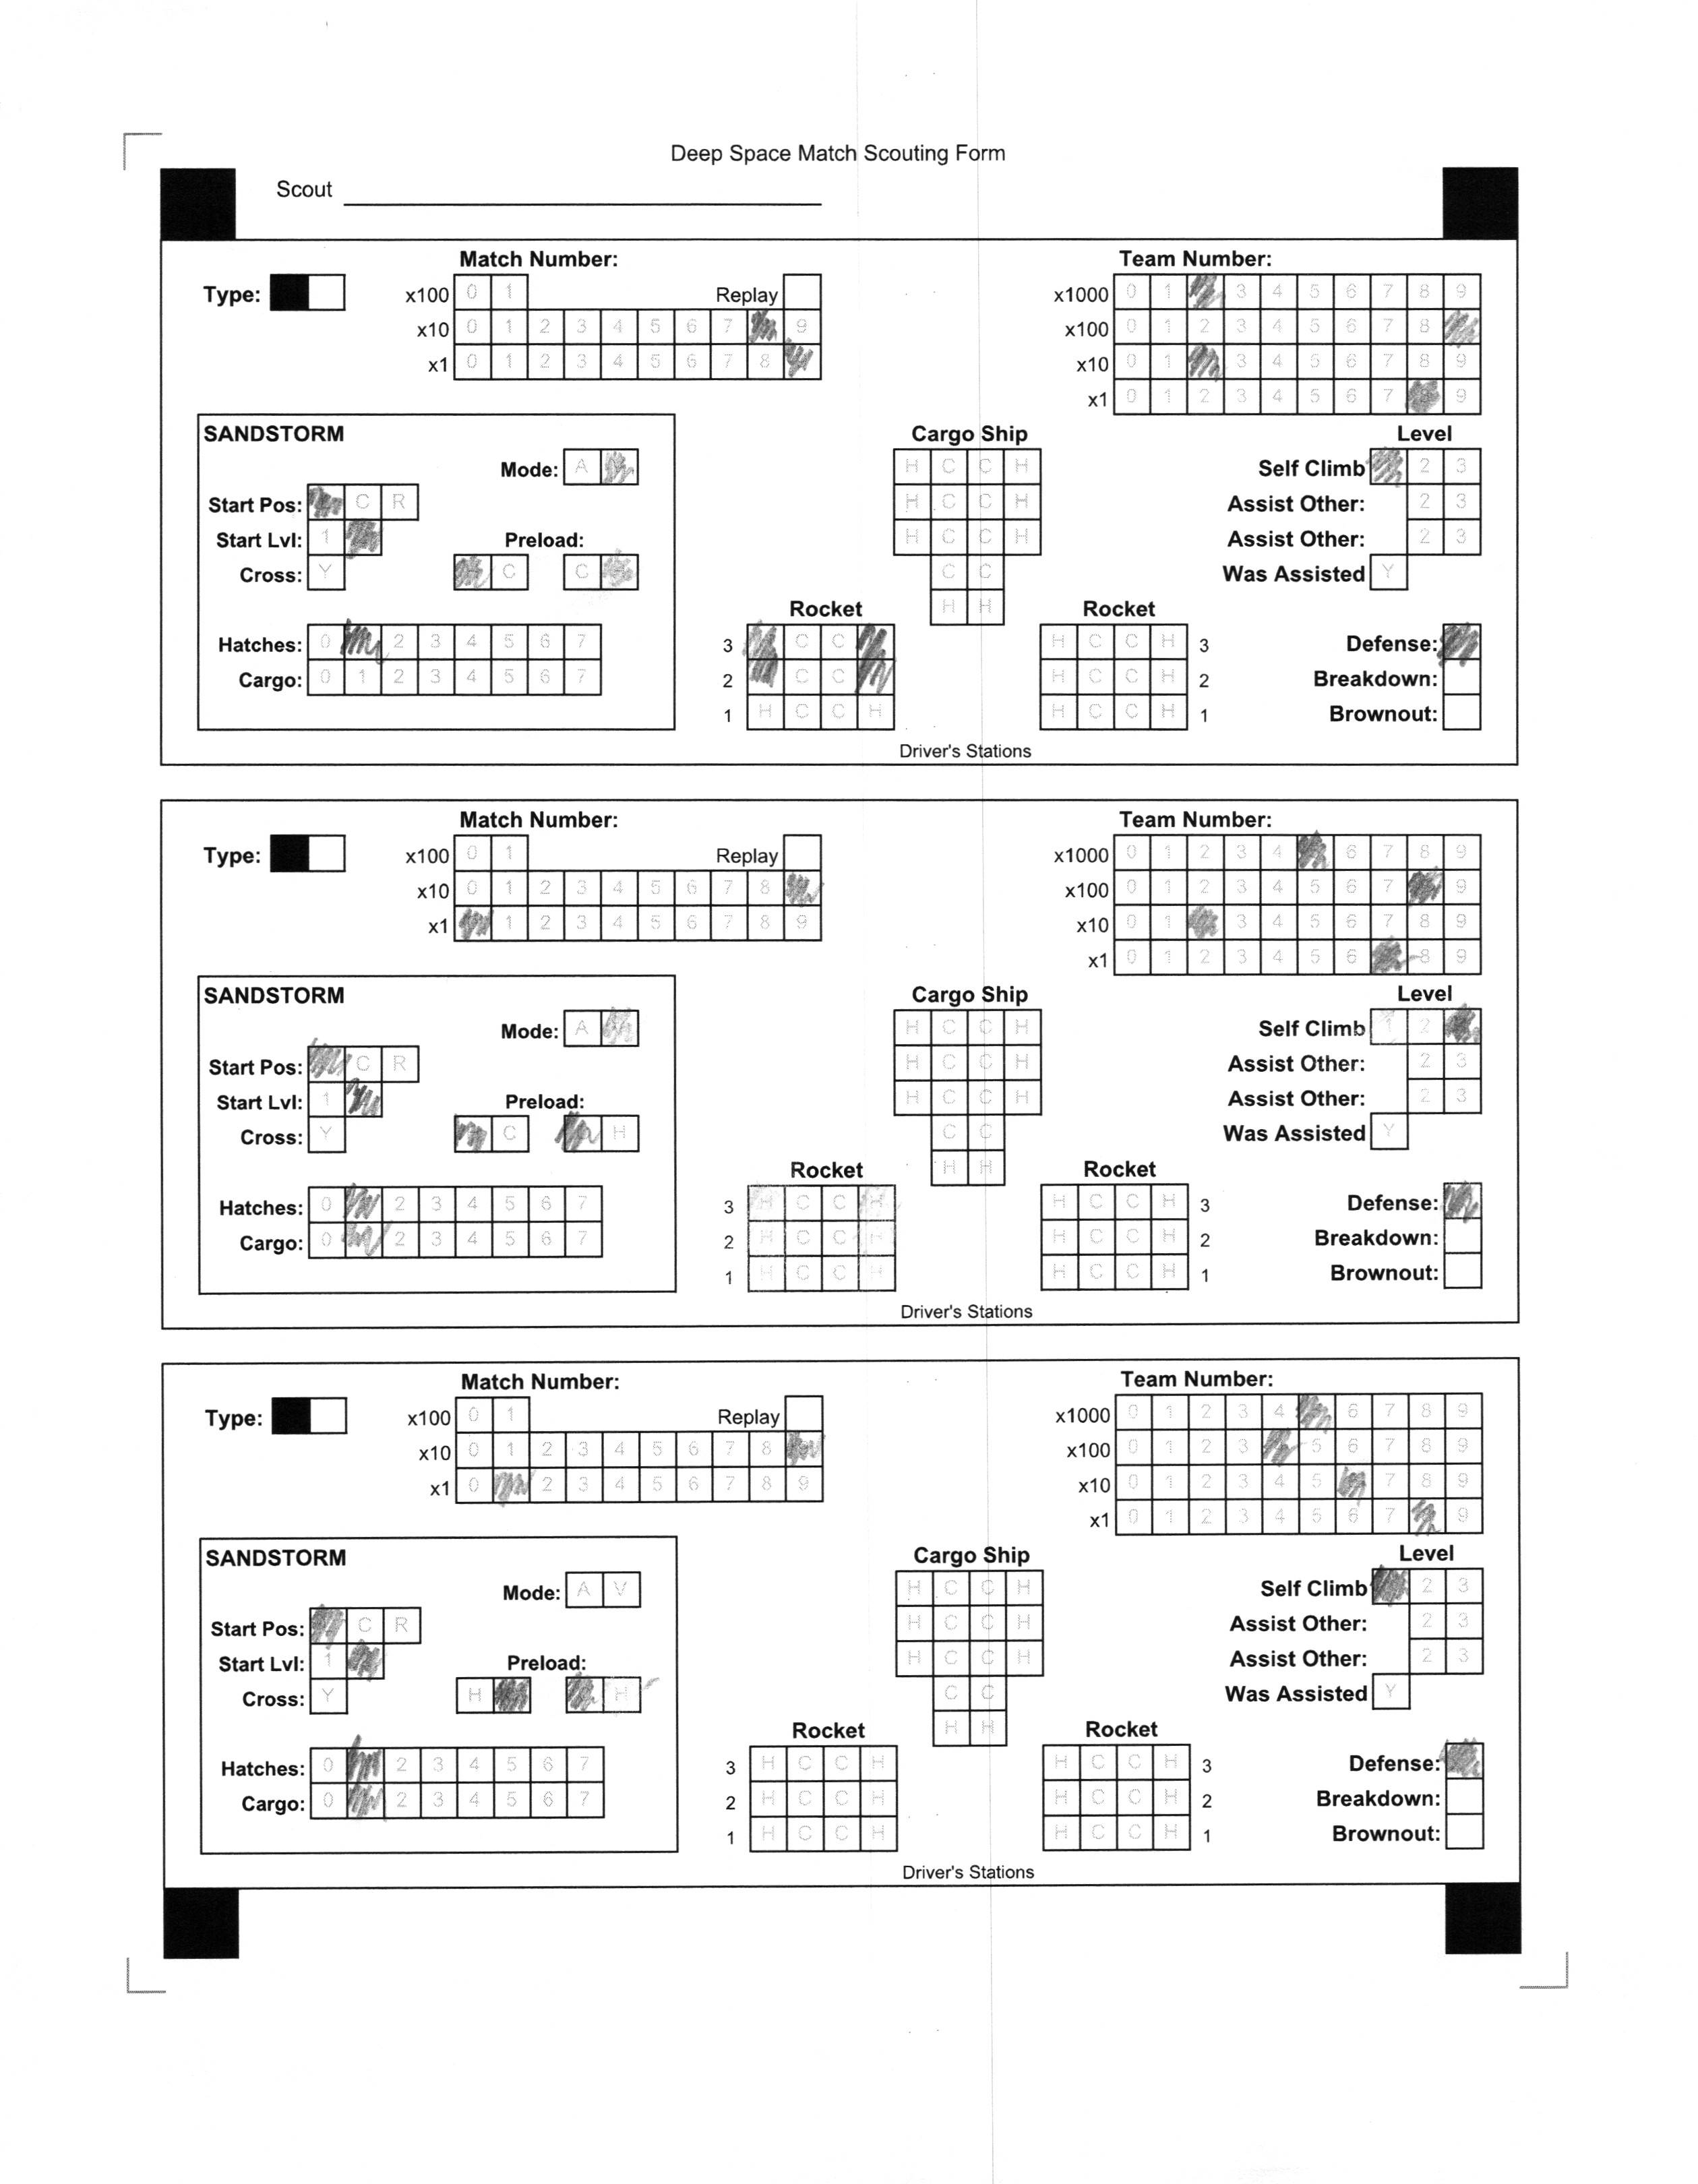 Deep Space Match Scouting Form
Scout
Match Number: Team Number:
Type: x100 0 1 Replay x1000 0 1 3 4 5 6 7 8 9
x10 0 1 2 3 4 5 6 7 9 x100 0 1 2 3 4 5 6 7 8
x1 0 1 2 3 4 5 6 7 8 x10 0 1 3 4 5 6 7 8 9
x1 0 1 2 3 4 5 6 7 9
SANDSTORM Cargo Ship Level
Mode: A H C C H Self Climb 2 3
Start Pos: C R H C C H Assist Other: 2 3
Start Lvl: 1 Preload: H C C H Assist Other: 2 3
Cross: Y C C C C Was Assisted Y
Rocket H H Rocket
Hatches: 0 2 3 4 5 6 7 3 C C H C C H 3 Defense:
Cargo: 0 1 2 3 4 5 6 7 2 C C H C C H 2 Breakdown:
1 H C C H H C C H 1 Brownout:
Driver's Stations
Match Number: Team Number:
Type: x100 0 1 Replay x1000 0 1 2 3 4 6 7 8 9
x10 0 1 2 3 4 5 6 7 8 x100 0 1 2 3 4 5 6 7 9
x1 1 2 3 4 5 6 7 8 9 x10 0 1 3 4 5 6 7 8 9
x1 0 1 2 3 4 5 6 8 9
SANDSTORM Cargo Ship Level
Mode: A H C C H Self Climb 1 2
Start Pos: C R H C C H Assist Other: 2 3
Start Lvl: 1 Preload: H C C H Assist Other: 2 3
Cross: Y C H C C Was Assisted Y
Rocket H H Rocket
Hatches: 0 2 3 4 5 6 7 3 H C C H H C C H 3 Defense:
Cargo: 0 2 3 4 5 6 7 2 H C C H H C C H 2 Breakdown:
1 H C C H H C C H 1 Brownout:
Driver's Stations
Match Number: Team Number:
Type: x100 0 1 Replay x1000 0 1 2 3 4 6 7 8 9
x10 0 1 2 3 4 5 6 7 8 x100 0 1 2 3 5 6 7 8 9
x1 0 2 3 4 5 6 7 8 9 x10 0 1 2 3 4 5 7 8 9
x1 0 1 2 3 4 5 6 7 9
SANDSTORM Cargo Ship Level
Mode: A V H C C H Self Climb 2 3
Start Pos: C R H C C H Assist Other: 2 3
Start Lvl: 1 Preload: H C C H Assist Other: 2 3
Cross: Y H H C C Was Assisted Y
Rocket H H Rocket
Hatches: 0 2 3 4 5 6 7 3 H C C H H C C H 3 Defense:
Cargo: 0 2 3 4 5 6 7 2 H C C H H C C H 2 Breakdown:
1 H C C H H C C H 1 Brownout:
Driver's Stations